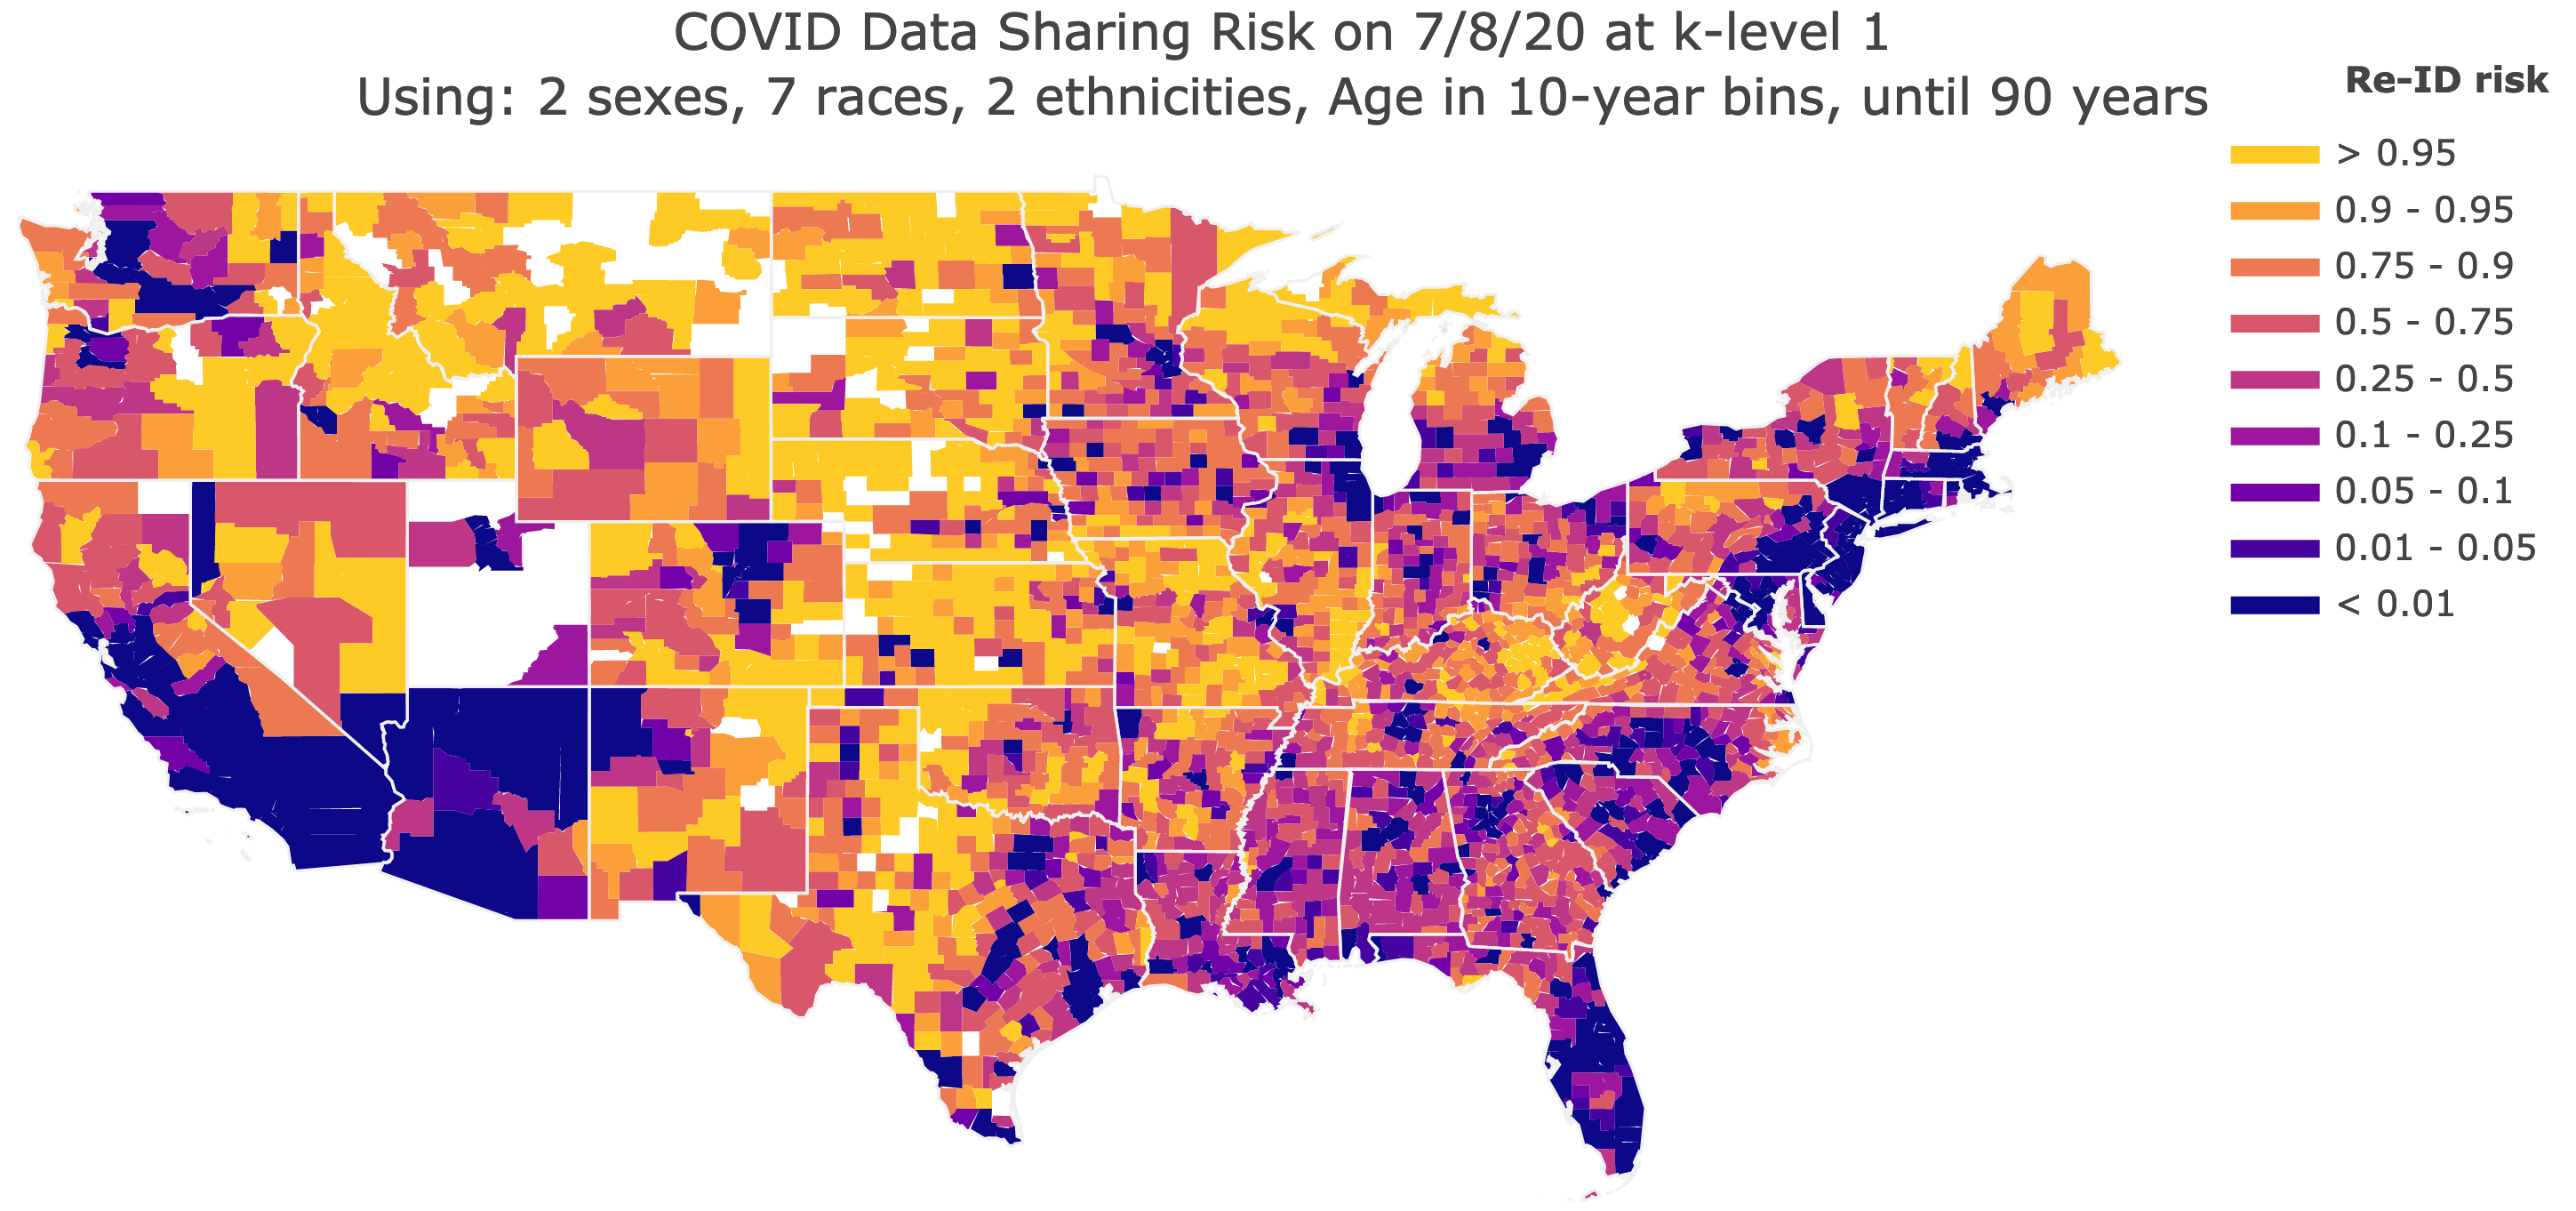 COVID Data Sharing Risk on 7/8/20 at k-level 1
Using: 2 sexes, 7 races, 2 ethnicities, Age in 10-year bins, until 90 years
Re-ID risk
> 0.95
0.9 - 0.95
0.75 - 0.9
0.5 - 0.75
0.25 - 0.5
0.1 - 0.25
0.05 - 0.1
0.01 - 0.05
< 0.01